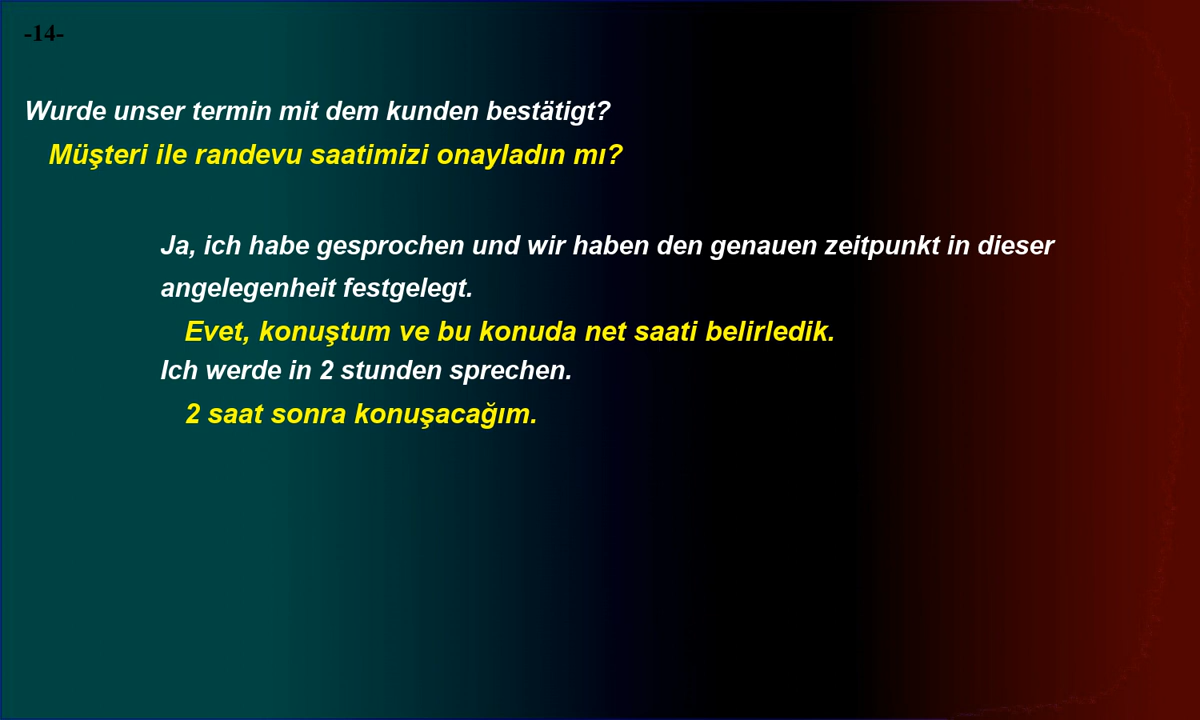 -14-
Wurde unser termin mit dem kunden bestätigt?
Müşteri ile randevu saatimizi onayladın mı?
Ja, ich habe gesprochen und wir haben den genauen zeitpunkt in dieser
angelegenheit festgelegt.
Evet, konuştum ve bu konuda net saati belirledik.
Ich werde in 2 stunden sprechen.
2 saat sonra konuşacağım.